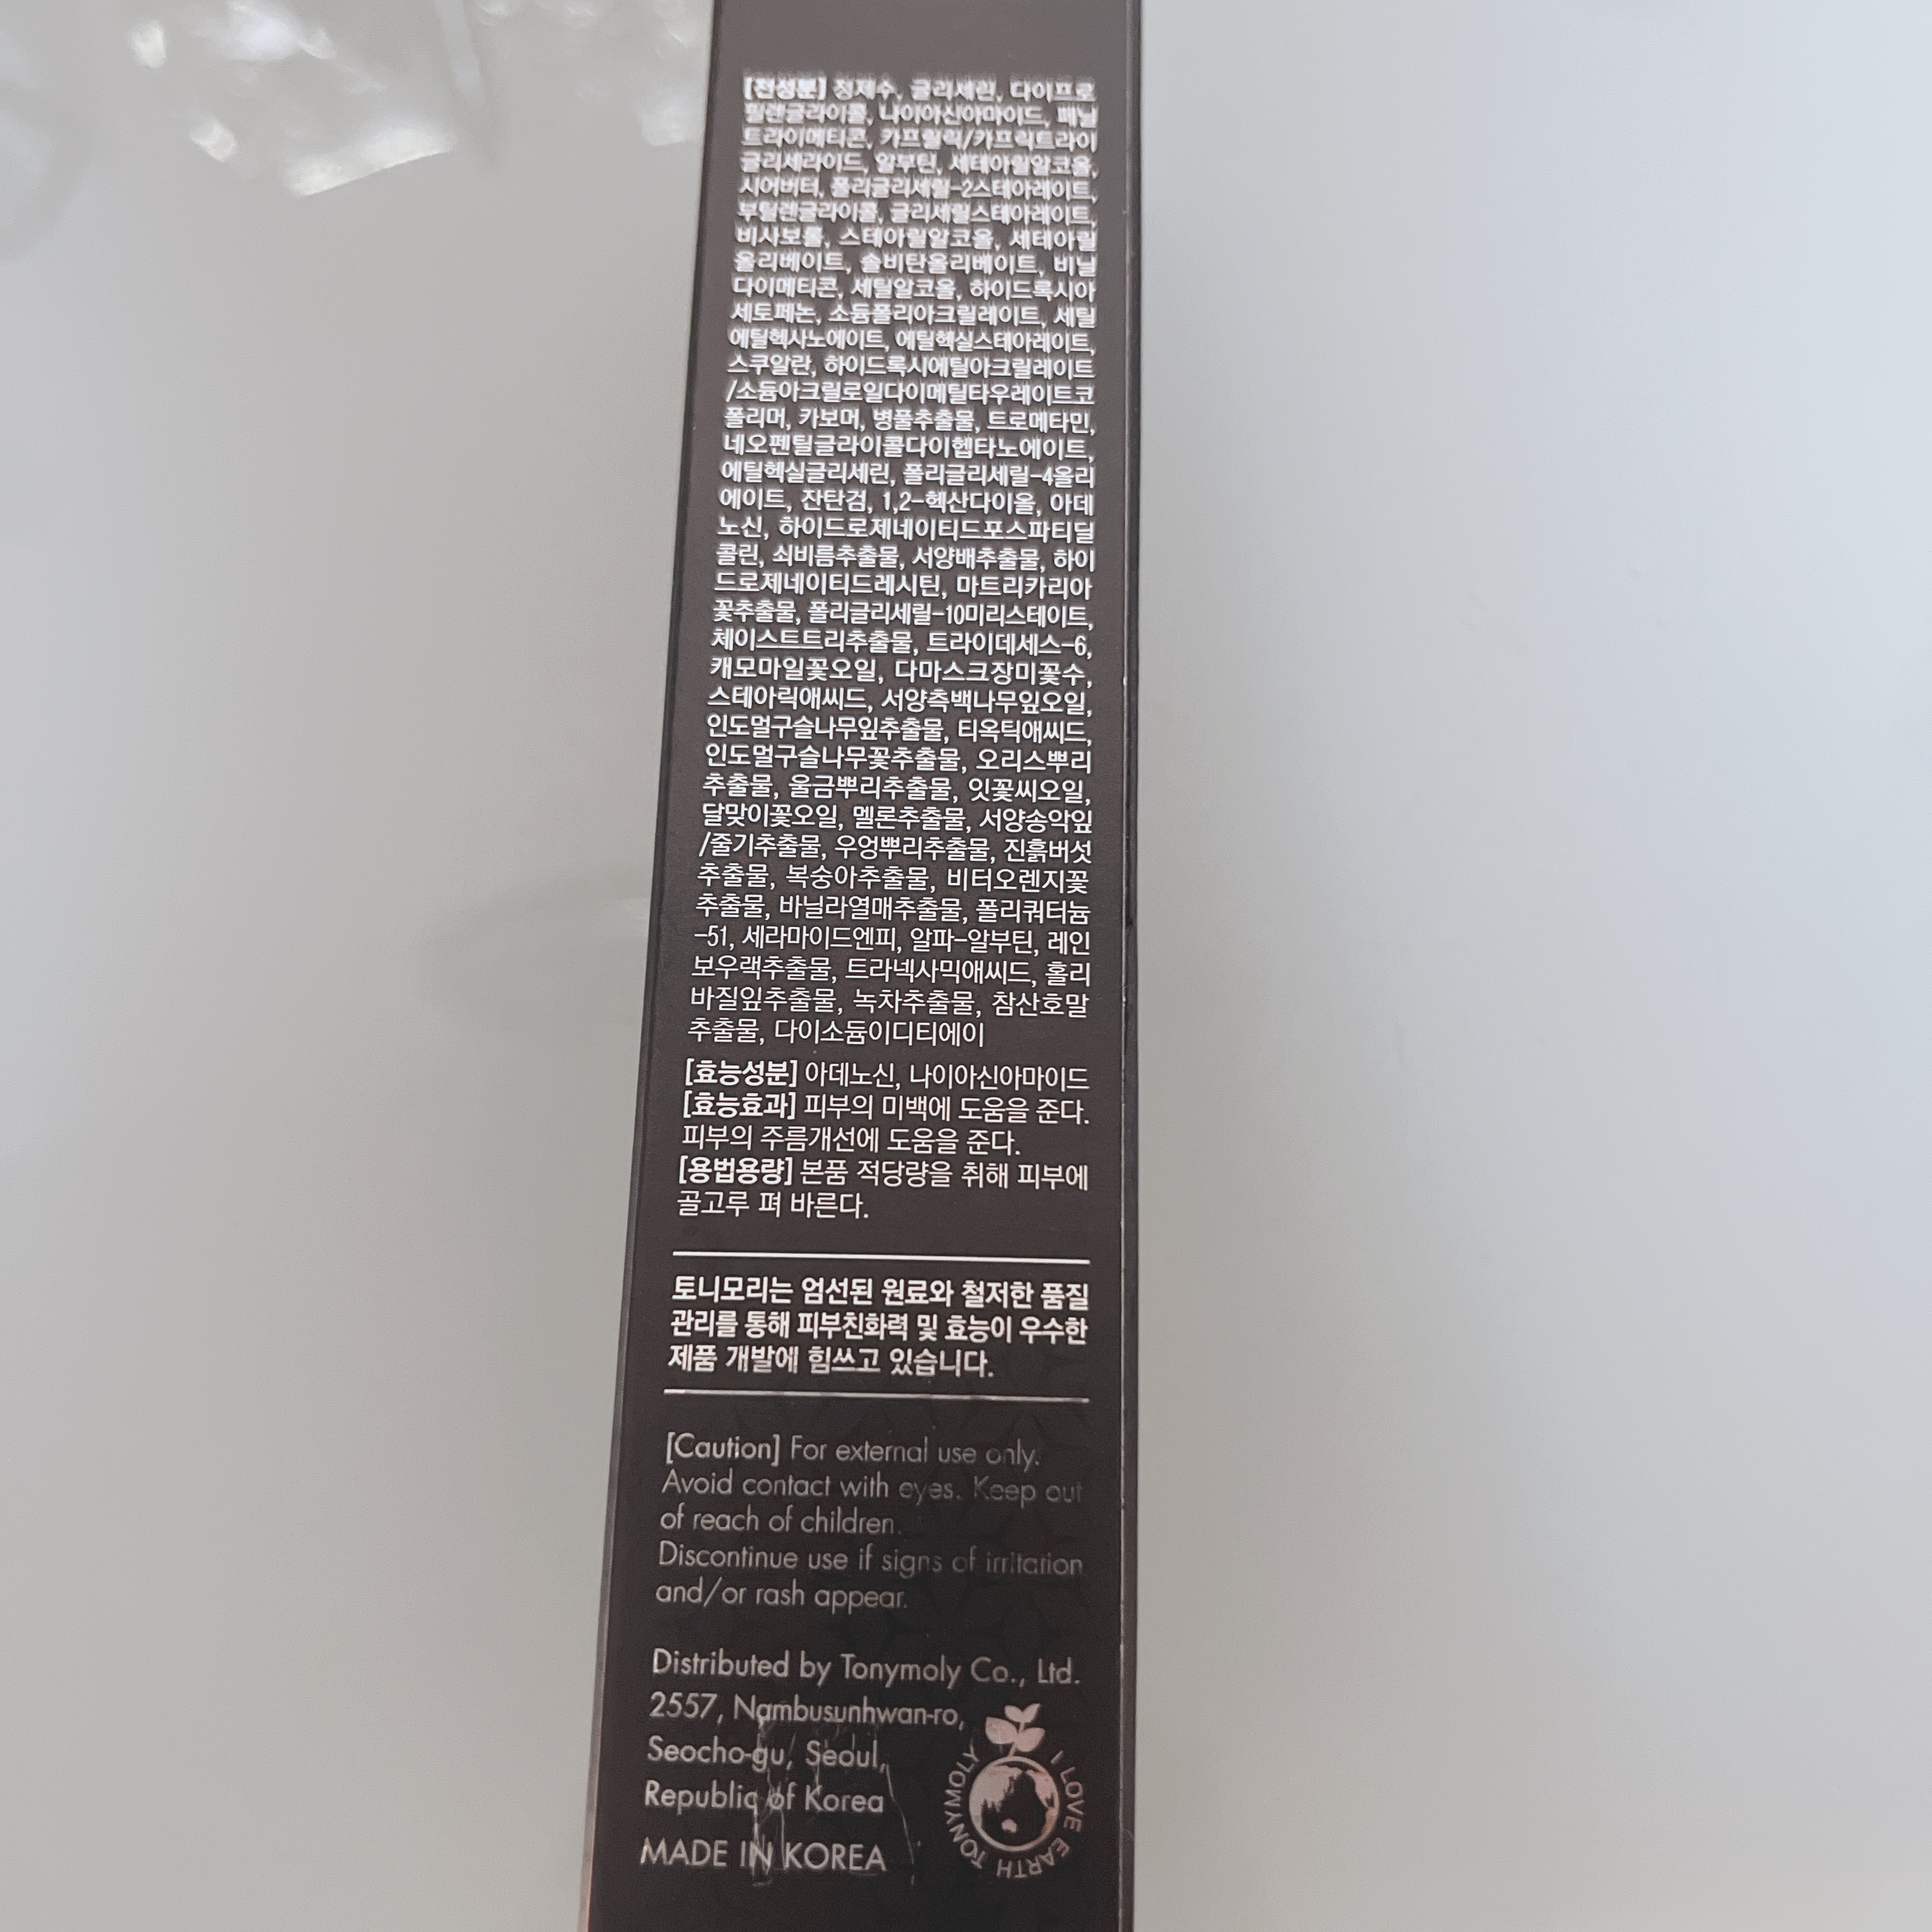 [전성분] 정제수, 글리세린, 다이프로
필렌글라이콜, 나이아신아마이드, 페닐
트라이메티콘, 카프릴릭/카프릭트라이
글리세라이드, 알부틴, 세테아릴알코올,
시어버터, 폴리글리세릴-2스테아레이트,
부틸렌글라이콜, 글리세릴스테아레이트,
비사보롤, 스테아릴알코올, 세테아릴
올리베이트, 솔비탄올리베이트, 비닐
다이메티콘, 세틸알코올, 하이드록시아
세토페논, 소듐폴리아크릴레이트, 세틸
에틸헥사노에이트, 에틸헥실스테아레이트,
스쿠알란, 하이드록시에틸아크릴레이트
/소듐아크릴로일다이메틸타우레이트코
폴리머, 카보머, 병풀추출물, 트로메타민,
네오펜틸글라이콜다이헵타노에이트,
에틸헥실글리세린, 폴리글리세릴-4올리
에이트, 잔탄검, 1,2-헥산다이올, 아데
노신, 하이드로제네이티드포스파티딜
콜린, 쇠비름추출물, 서양배추출물, 하이
드로제네이티드레시틴, 마트리카리아
꽃추출물, 폴리글리세릴-10미리스테이트,
체이스트트리추출물, 트라이데세스-6,
캐모마일꽃오일, 다마스크장미꽃수,
스테아릭애씨드, 서양측백나무잎오일,
인도멀구슬나무잎추출물, 티옥틱애씨드,
인도멀구슬나무꽃추출물, 오리스뿌리
추출물, 울금뿌리추출물, 잇꽃씨오일,
달맞이꽃오일, 멜론추출물, 서양송악잎
/줄기추출물, 우엉뿌리추출물, 진흙버섯
추출물, 복숭아추출물, 비터오렌지꽃
추출물, 바닐라열매추출물, 폴리쿼터늄
-51, 세라마이드엔피, 알파-알부틴, 레인
보우랙추출물, 트라넥사믹애씨드, 홀리
바질잎추출물, 녹차추출물, 참산호말
추출물, 다이소듐이디티에이
[효능성분] 아데노신, 나이아신아마이드
[효능효과] 피부의 미백에 도움을 준다.
피부의 주름개선에 도움을 준다.
[용법용량] 본품 적당량을 취해 피부에
골고루 펴 바른다.
토니모리는 엄선된 원료와 철저한 품질
관리를 통해 피부친화력 및 효능이 우수한
제품 개발에 힘쓰고 있습니다.
[Caution] For external use only.
Avoid contact with eyes. Keep out
of reach of children.
Discontinue use if signs of irritation
and/or rash appear.
Distributed by Tonymoly Co., Ltd.
2557, Nambusunhwan-ro,
Seocho-gu, Seoul,
Republic of Korea
MADE IN KOREA
I LOVE EARTH TONYMOLY